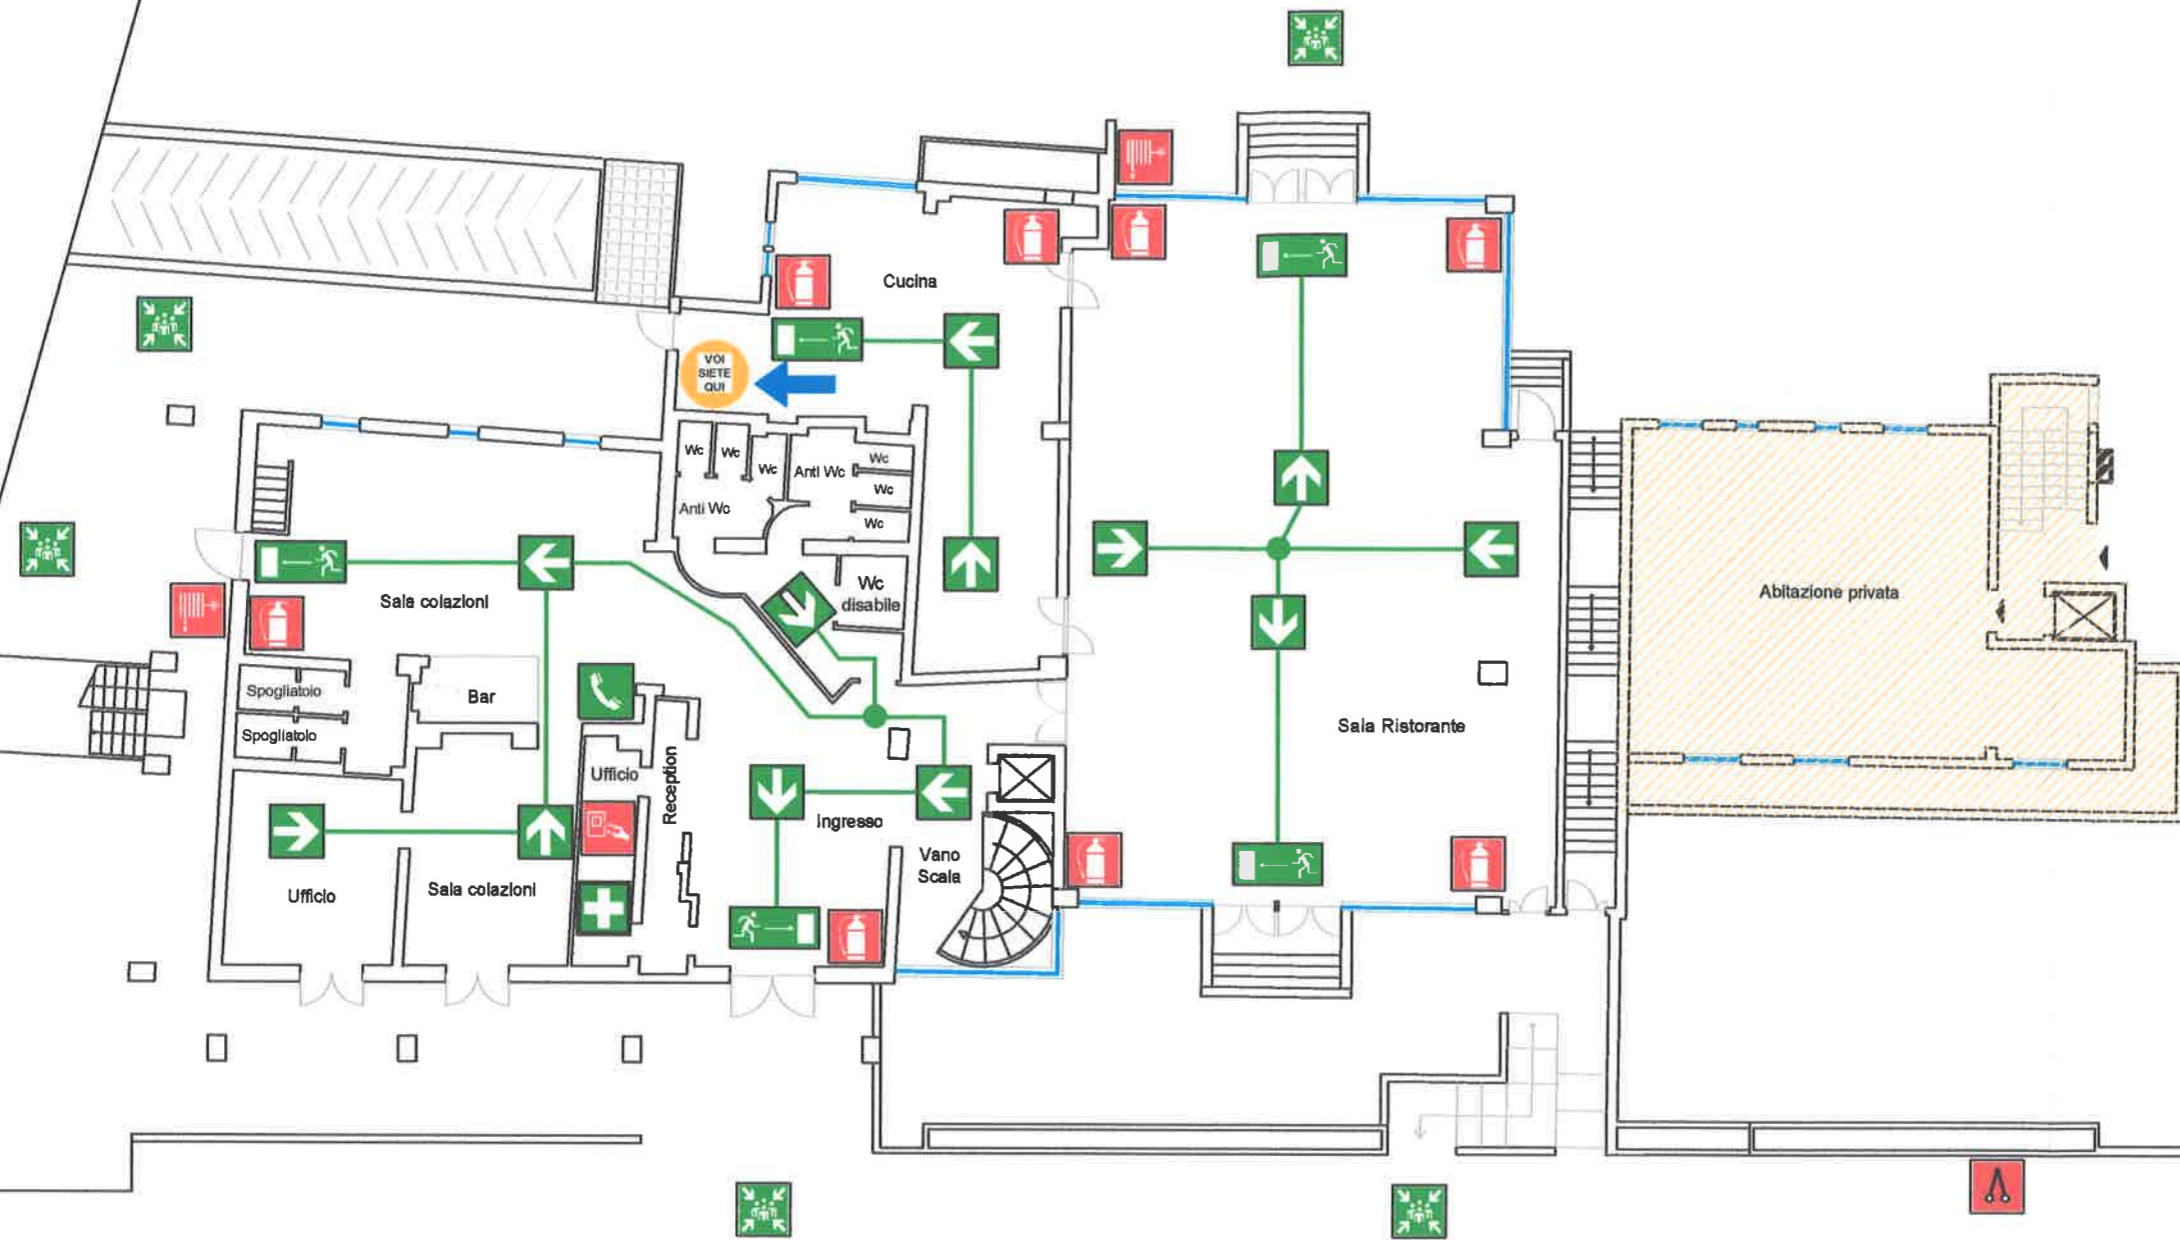 Cucina
VOI
SIETE
QUI
Wc
Wc
Wc
Anti Wc
Wc
Wc
Wc
Anti Wc
Wc
disabile
Sala colazioni
Abitazione privata
Spogliatoio
Bar
Spogliatoio
Sala Ristorante
Ufficio
Reception
Ingresso
Vano
Scala
Ufficio
Sala colazioni